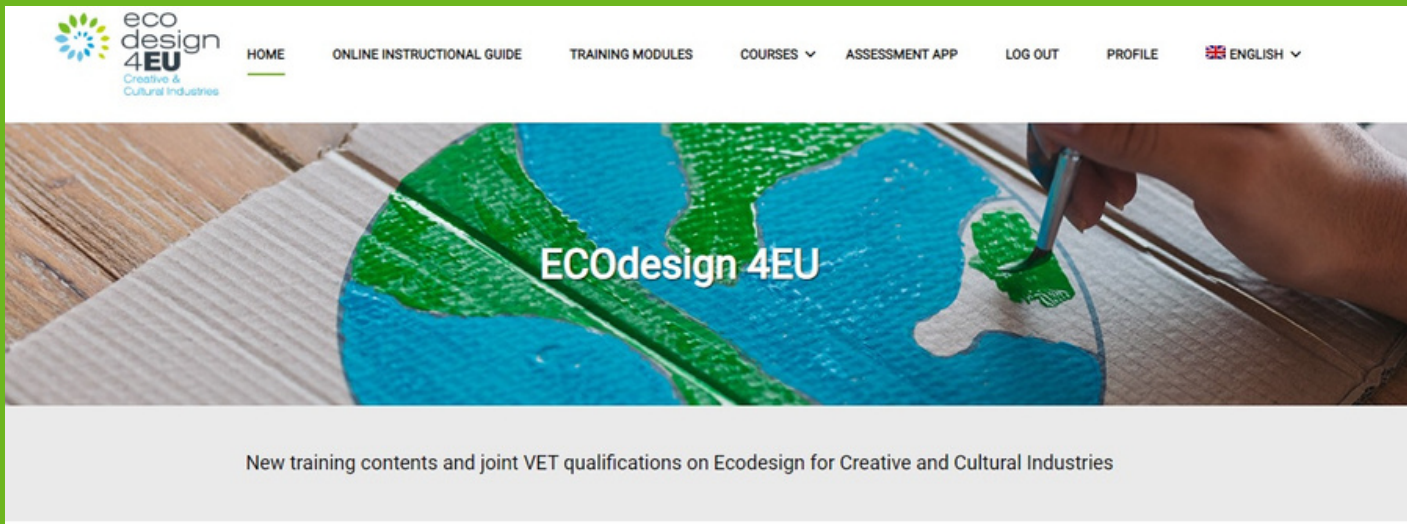 eco
design
4EU
Creative &
Cultural Industries
HOME ONLINE INSTRUCTIONAL GUIDE TRAINING MODULES COURSES ASSESSMENT APP LOG OUT PROFILE ENGLISH
ECOdesign 4EU
New training contents and joint VET qualifications on Ecodesign for Creative and Cultural Industries